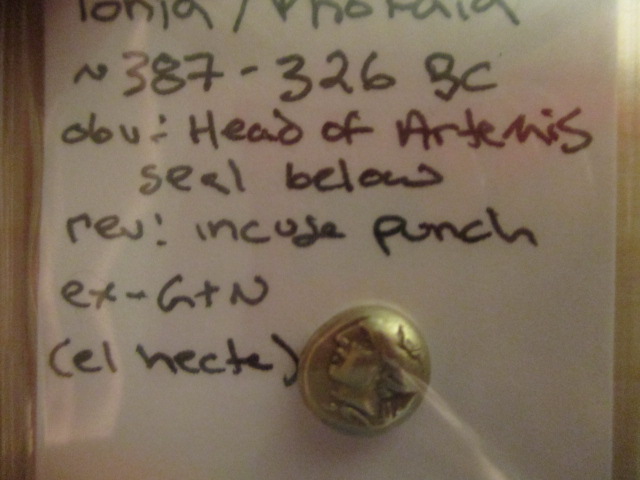 Ionia / Phokaia
~387-326 BC
obv: Head of Artemis
seal below
rev: incuse punch
ex-G+N
(el hecte)